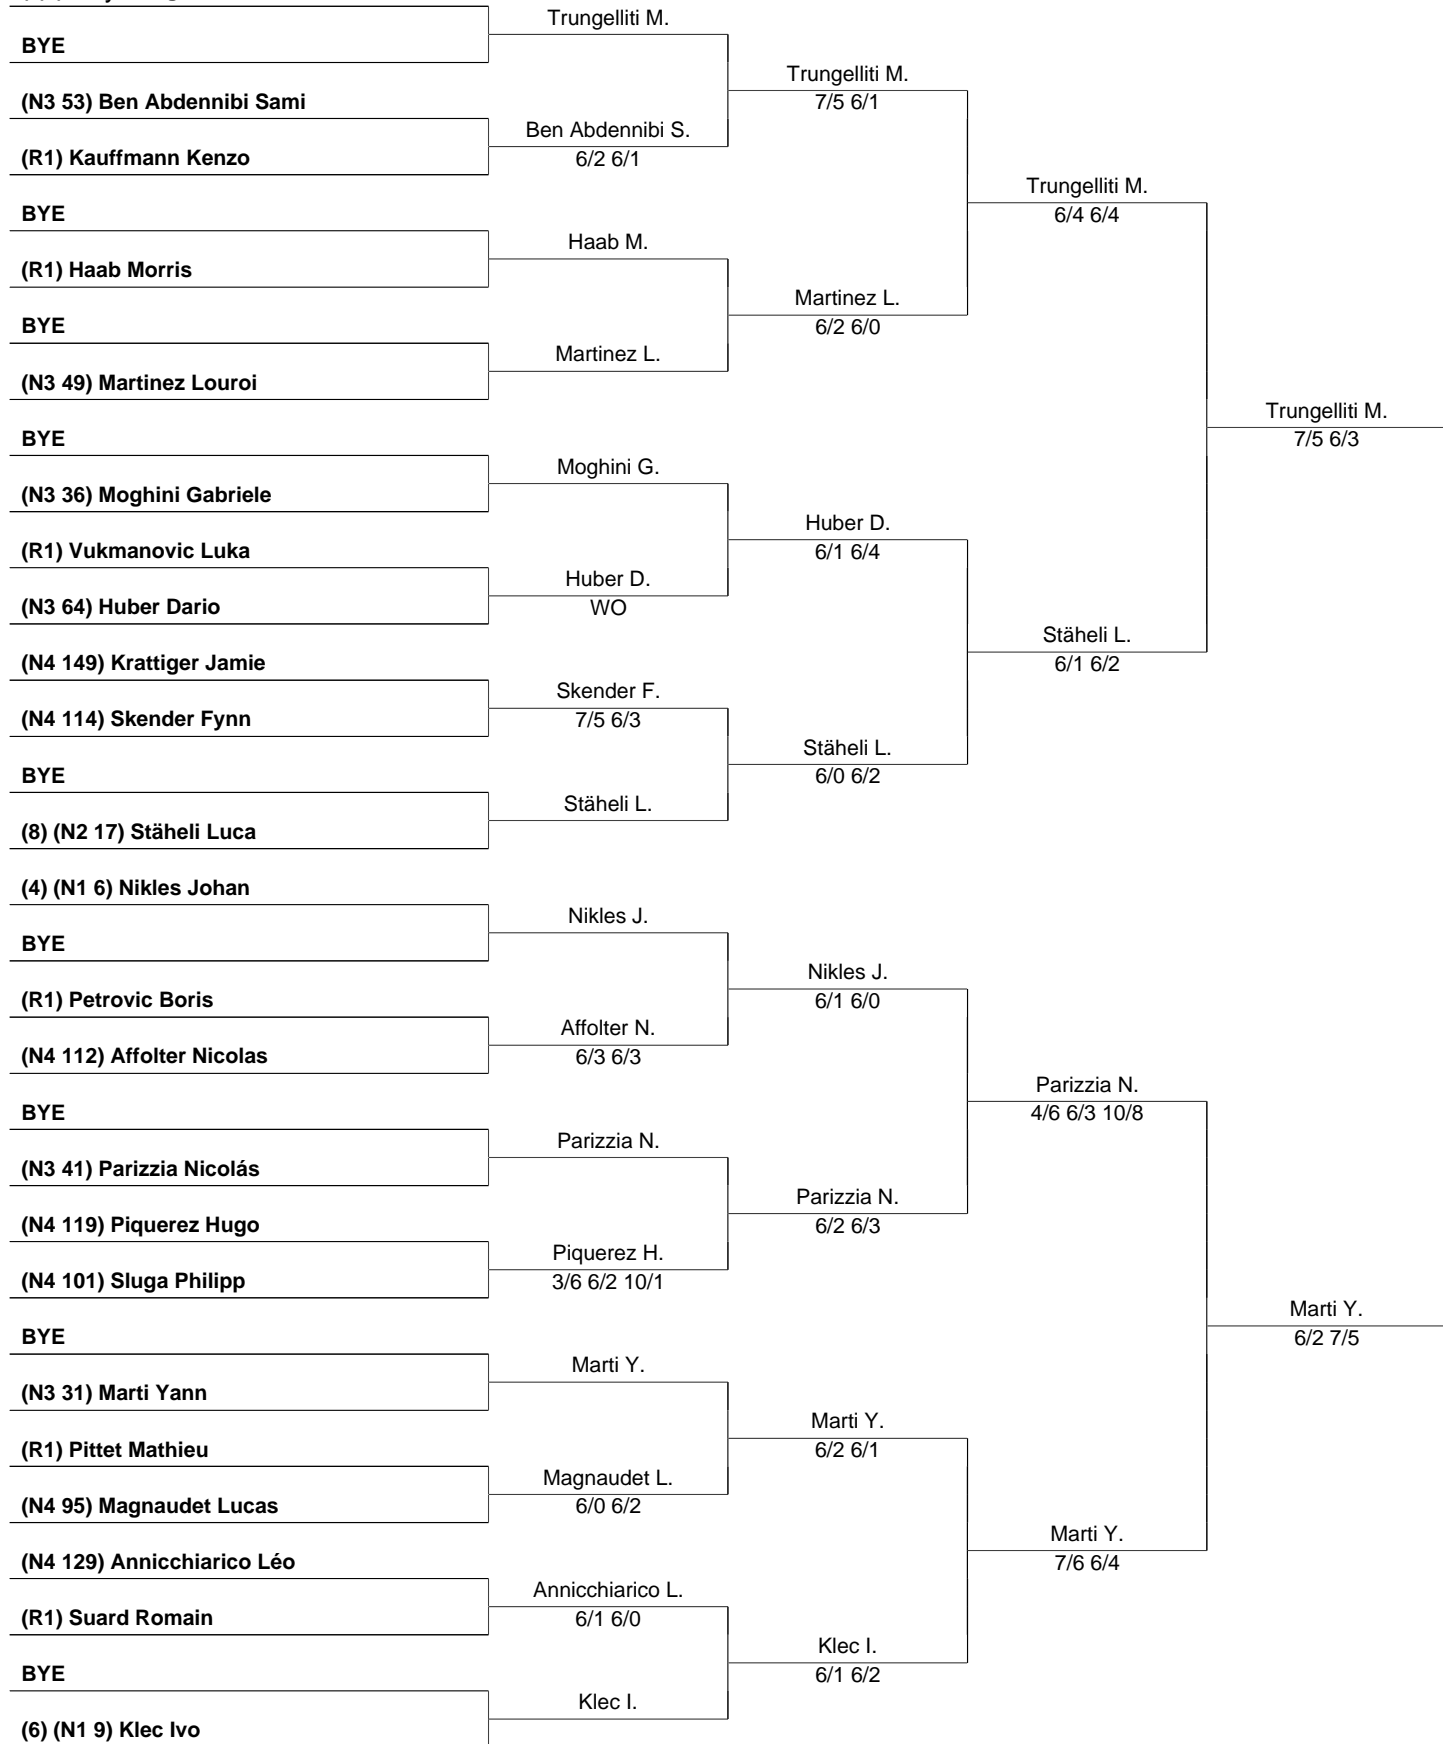 Trungelliti M.
BYE
Trungelliti M.
7/5 6/1
(N3 53) Ben Abdennibi Sami
Ben Abdennibi S.
6/2 6/1
(R1) Kauffmann Kenzo
Trungelliti M.
6/4 6/4
BYE
Haab M.
(R1) Haab Morris
Martinez L.
6/2 6/0
BYE
Martinez L.
(N3 49) Martinez Louroi
Trungelliti M.
7/5 6/3
BYE
Moghini G.
(N3 36) Moghini Gabriele
Huber D.
6/1 6/4
(R1) Vukmanovic Luka
Huber D.
WO
(N3 64) Huber Dario
Stäheli L.
6/1 6/2
(N4 149) Krattiger Jamie
Skender F.
7/5 6/3
(N4 114) Skender Fynn
Stäheli L.
6/0 6/2
BYE
Stäheli L.
(8) (N2 17) Stäheli Luca
(4) (N1 6) Nikles Johan
Nikles J.
BYE
Nikles J.
6/1 6/0
(R1) Petrovic Boris
Affolter N.
6/3 6/3
(N4 112) Affolter Nicolas
Parizzia N.
4/6 6/3 10/8
BYE
Parizzia N.
(N3 41) Parizzia Nicolás
Parizzia N.
6/2 6/3
(N4 119) Piquerez Hugo
Piquerez H.
3/6 6/2 10/1
(N4 101) Sluga Philipp
Marti Y.
6/2 7/5
BYE
Marti Y.
(N3 31) Marti Yann
Marti Y.
6/2 6/1
(R1) Pittet Mathieu
Magnaudet L.
6/0 6/2
(N4 95) Magnaudet Lucas
Marti Y.
7/6 6/4
(N4 129) Annicchiarico Léo
Annicchiarico L.
6/1 6/0
(R1) Suard Romain
Klec I.
6/1 6/2
BYE
Klec I.
(6) (N1 9) Klec Ivo